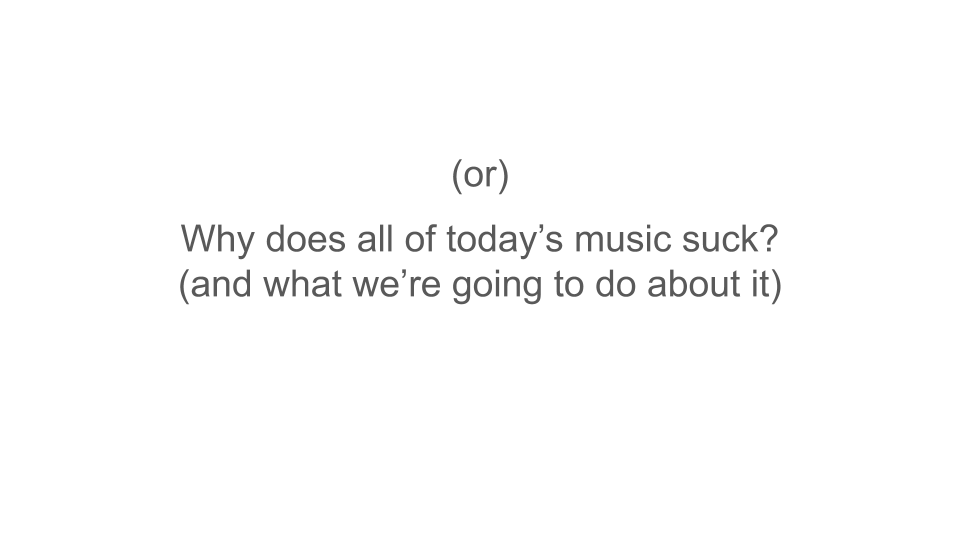 (or)
Why does all of today’s music suck?
(and what we’re going to do about it)